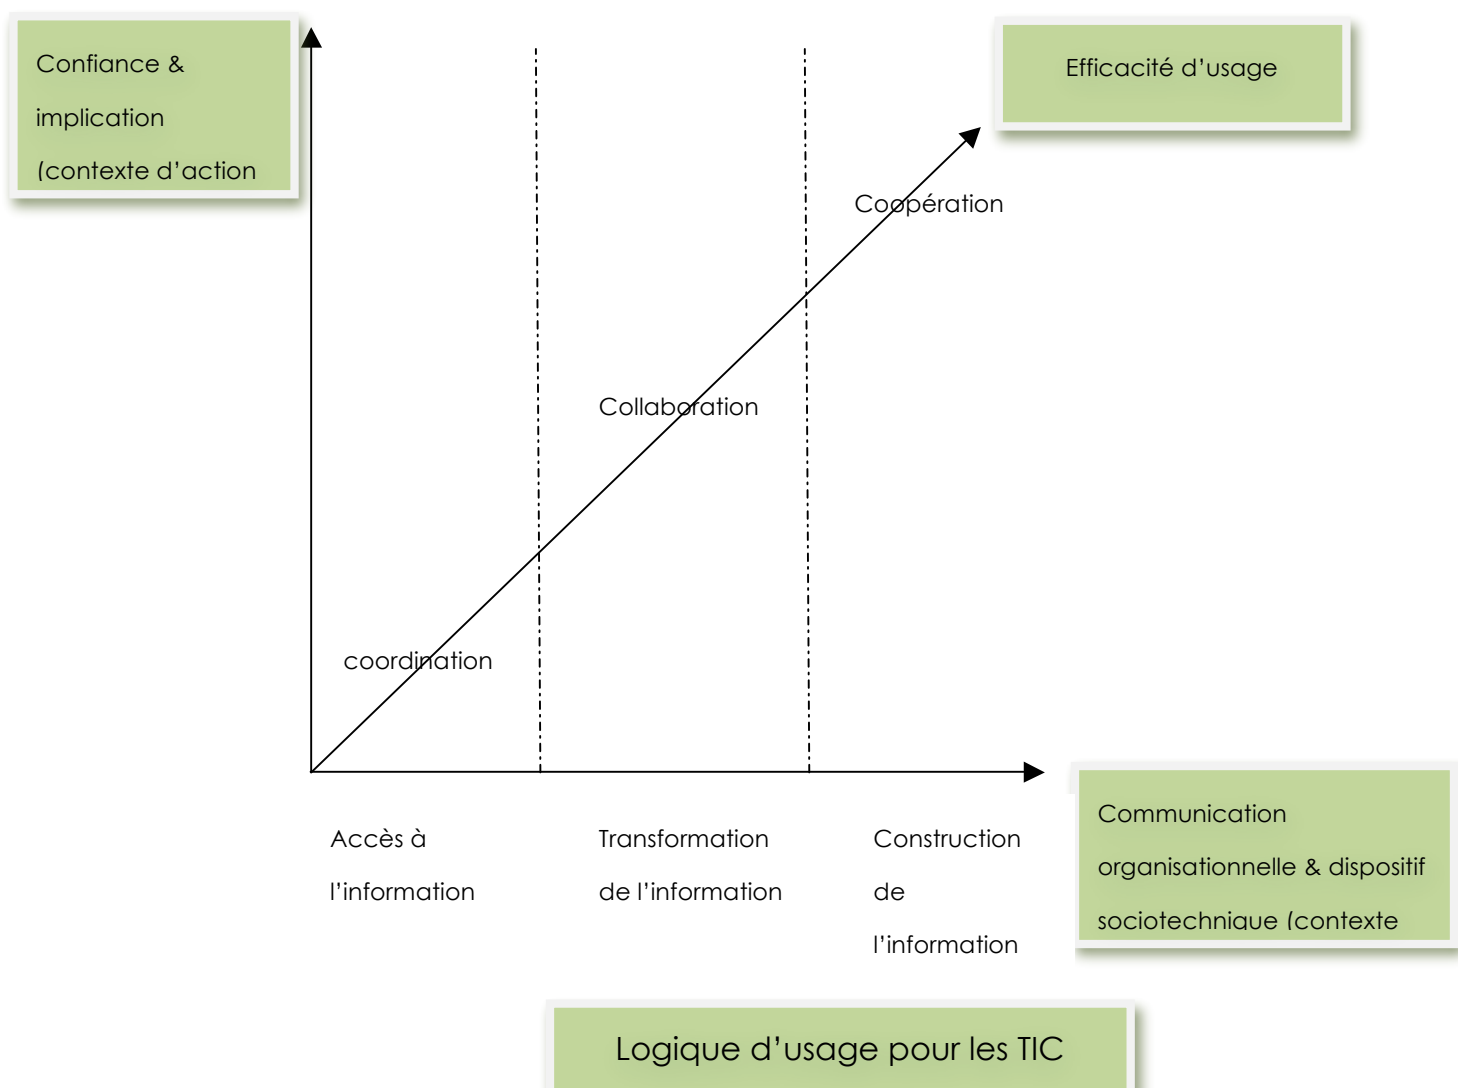 Confiance &
implication
(contexte d’action
Efficacité d’usage
Coopération
Collaboration
coordination
Accès à
l’information
Transformation
de l’information
Construction
de
l’information
Communication
organisationnelle & dispositif
sociotechnique (contexte
Logique d’usage pour les TIC